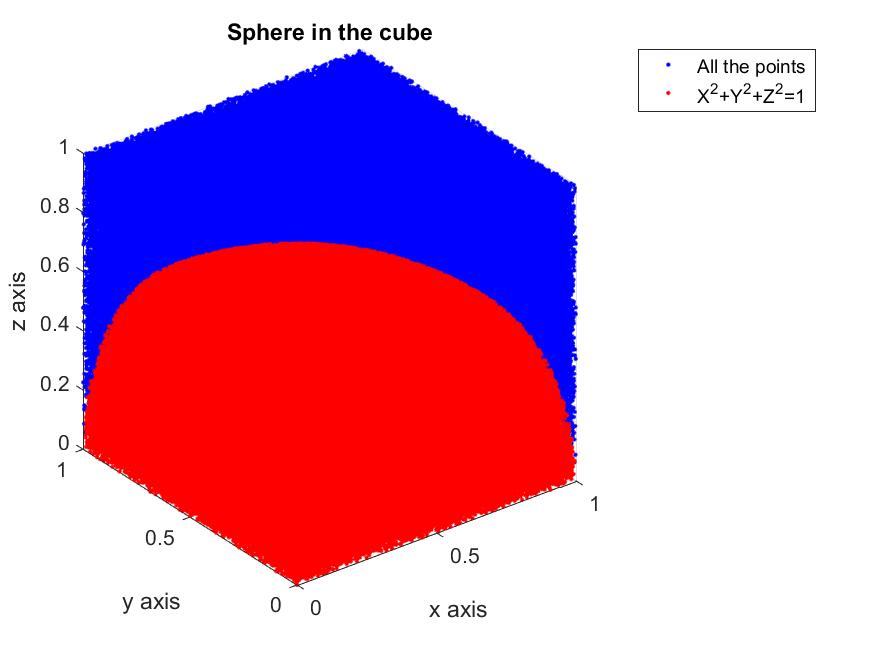 Sphere in the cube
All the points
X²+Y²+Z²=1
1
0.8
0.6
0.4
0.2
0
z axis
1
0.5
0
y axis
0
0.5
1
x axis